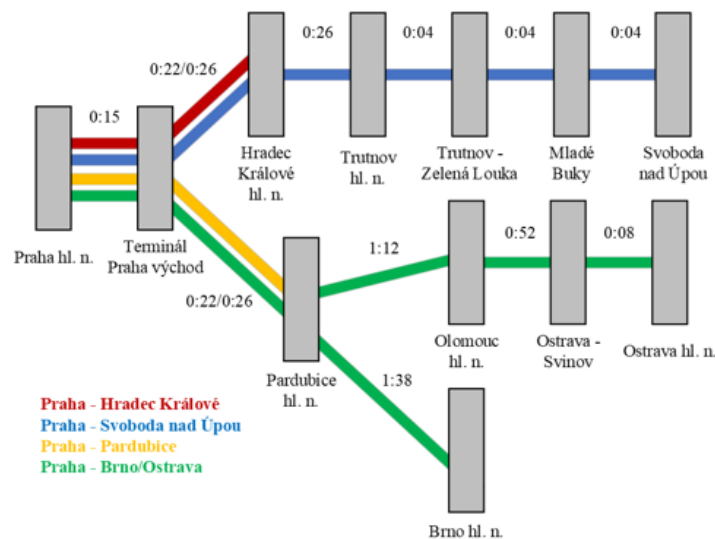 0:26
0:04
0:04
0:04
0:22/0:26
0:15
Hradec
Králové
hl. n.
Trutnov
hl. n.
Trutnov -
Zelená Louka
Mladé
Buky
Svoboda
nad Úpou
Praha hl. n.
Terminál
Praha východ
0:22/0:26
1:12
0:52
0:08
Pardubice
hl. n.
Olomouc
hl. n.
Ostrava -
Svinov
Ostrava hl. n.
1:38
Praha - Hradec Králové
Praha - Svoboda nad Úpou
Praha - Pardubice
Praha - Brno/Ostrava
Brno hl. n.